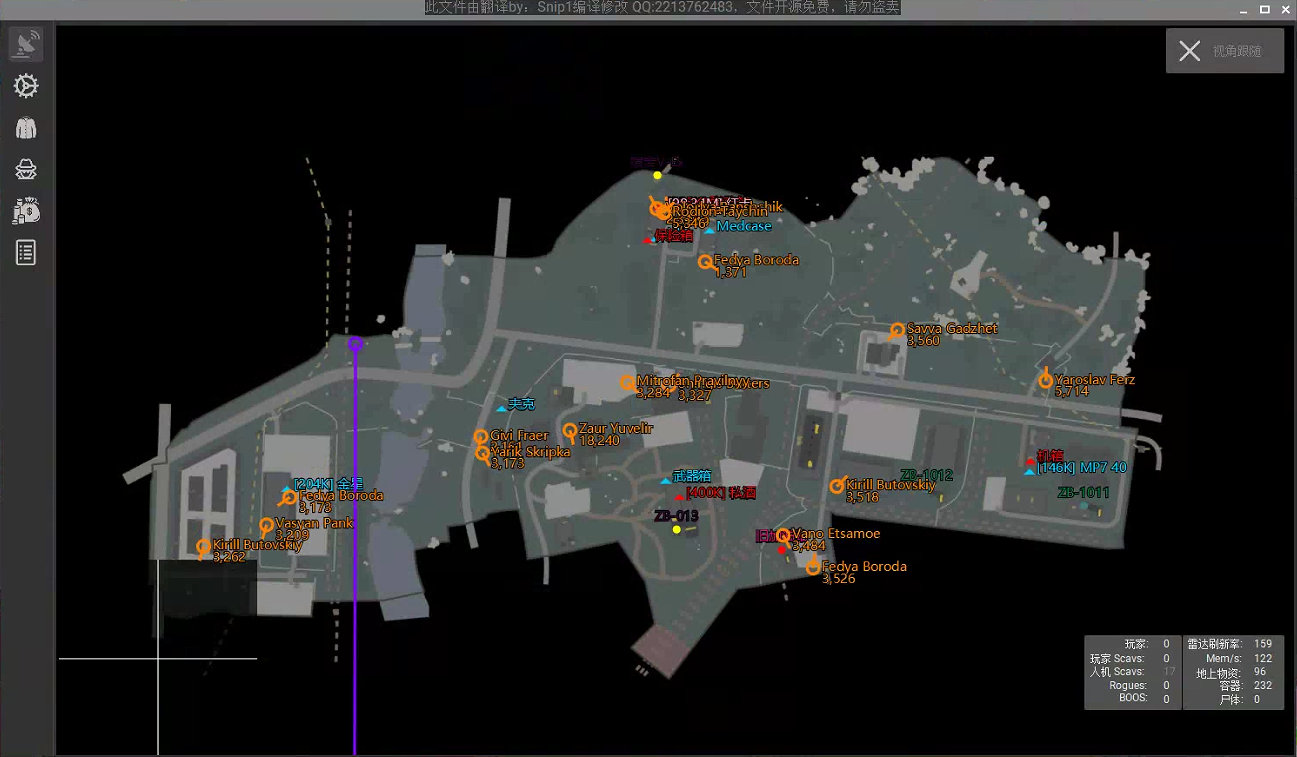 此文件由翻译by：Snip1编译修改 QQ:2213762483，文件开源免费，请勿盗卖
视角跟随
Rodion Taychin
5,346
Medcase
保险箱
Fedya Boroda
1,371
Savva Gadzhet
3,560
Mitrofan Pravilnyy
3,284
3,327
Yaroslav Ferz
5,714
夹克
Zaur Yuvelir
18,240
Givi Fraer
Yarik Skripka
3,173
机箱
[146K] MP7 40
武器箱
ZB-1012
[204K] 金星
Kirill Butovskiy
3,518
[400K] 私酒
ZB-1011
Fedya Boroda
3,178
ZB-013
Vasyan Pank
3,209
Vano Etsamoe
3,484
Kirill Butovskiy
3,262
Fedya Boroda
3,526
玩家: 0
玩家 Scavs: 0
人机 Scavs: 17
Rogues: 0
BOOS: 0
雷达刷新率: 159
Mem/s: 122
地上物资: 96
容器: 232
尸体: 0